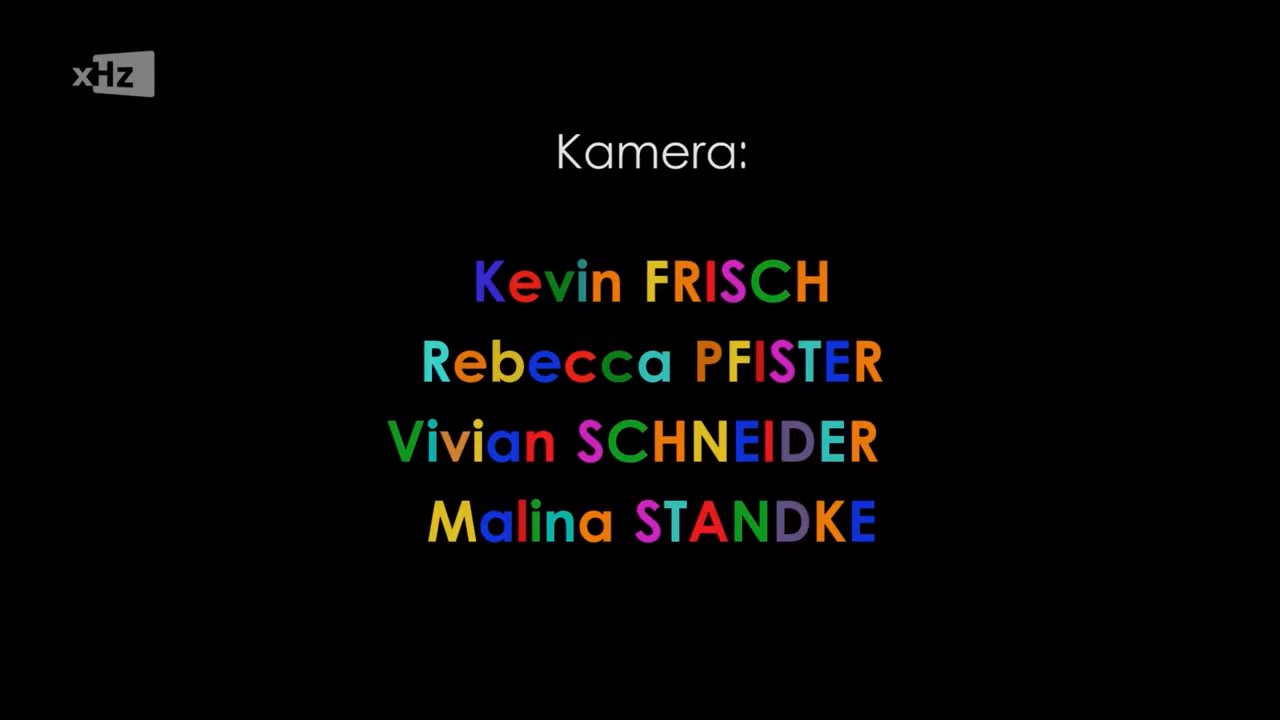 xHz
Kamera:
Kevin FRISCH
Rebecca PFISTER
Vivian SCHNEIDER
Malina STANDKE